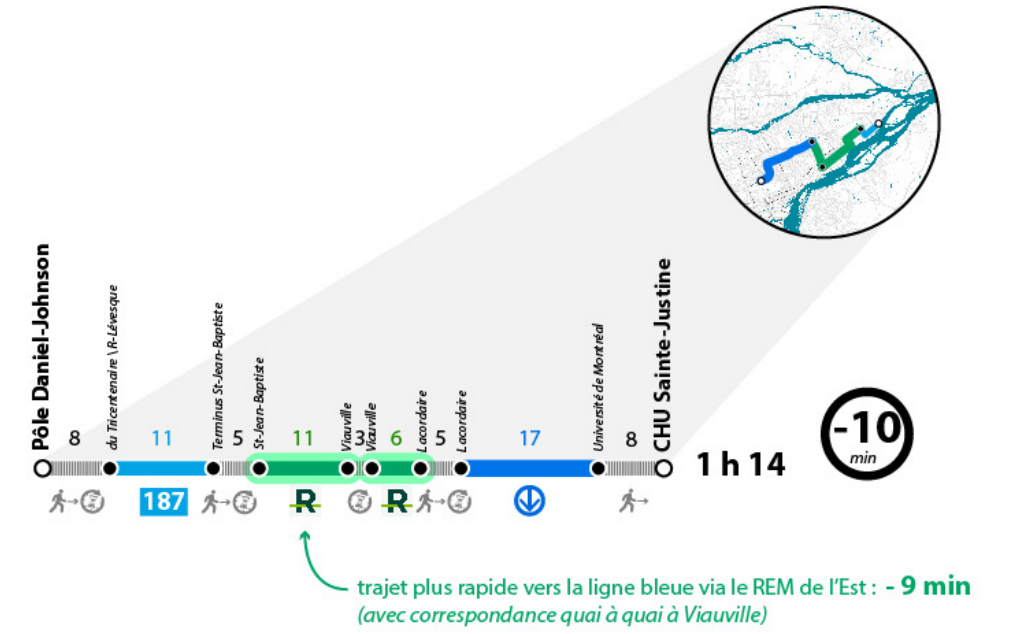 Pôle Daniel-Johnson
8
du Tricentenaire \ R-Lévesque
11
187
Terminus St-Jean-Baptiste
5
St-Jean-Baptiste
11
R
Viauville
3
Viauville
6
R
Lacordaire
5
Lacordaire
17
Université de Montréal
8
CHU Sainte-Justine
1 h 14
-10
min
trajet plus rapide vers la ligne bleue via le REM de l'Est : - 9 min
(avec correspondance quai à quai à Viauville)